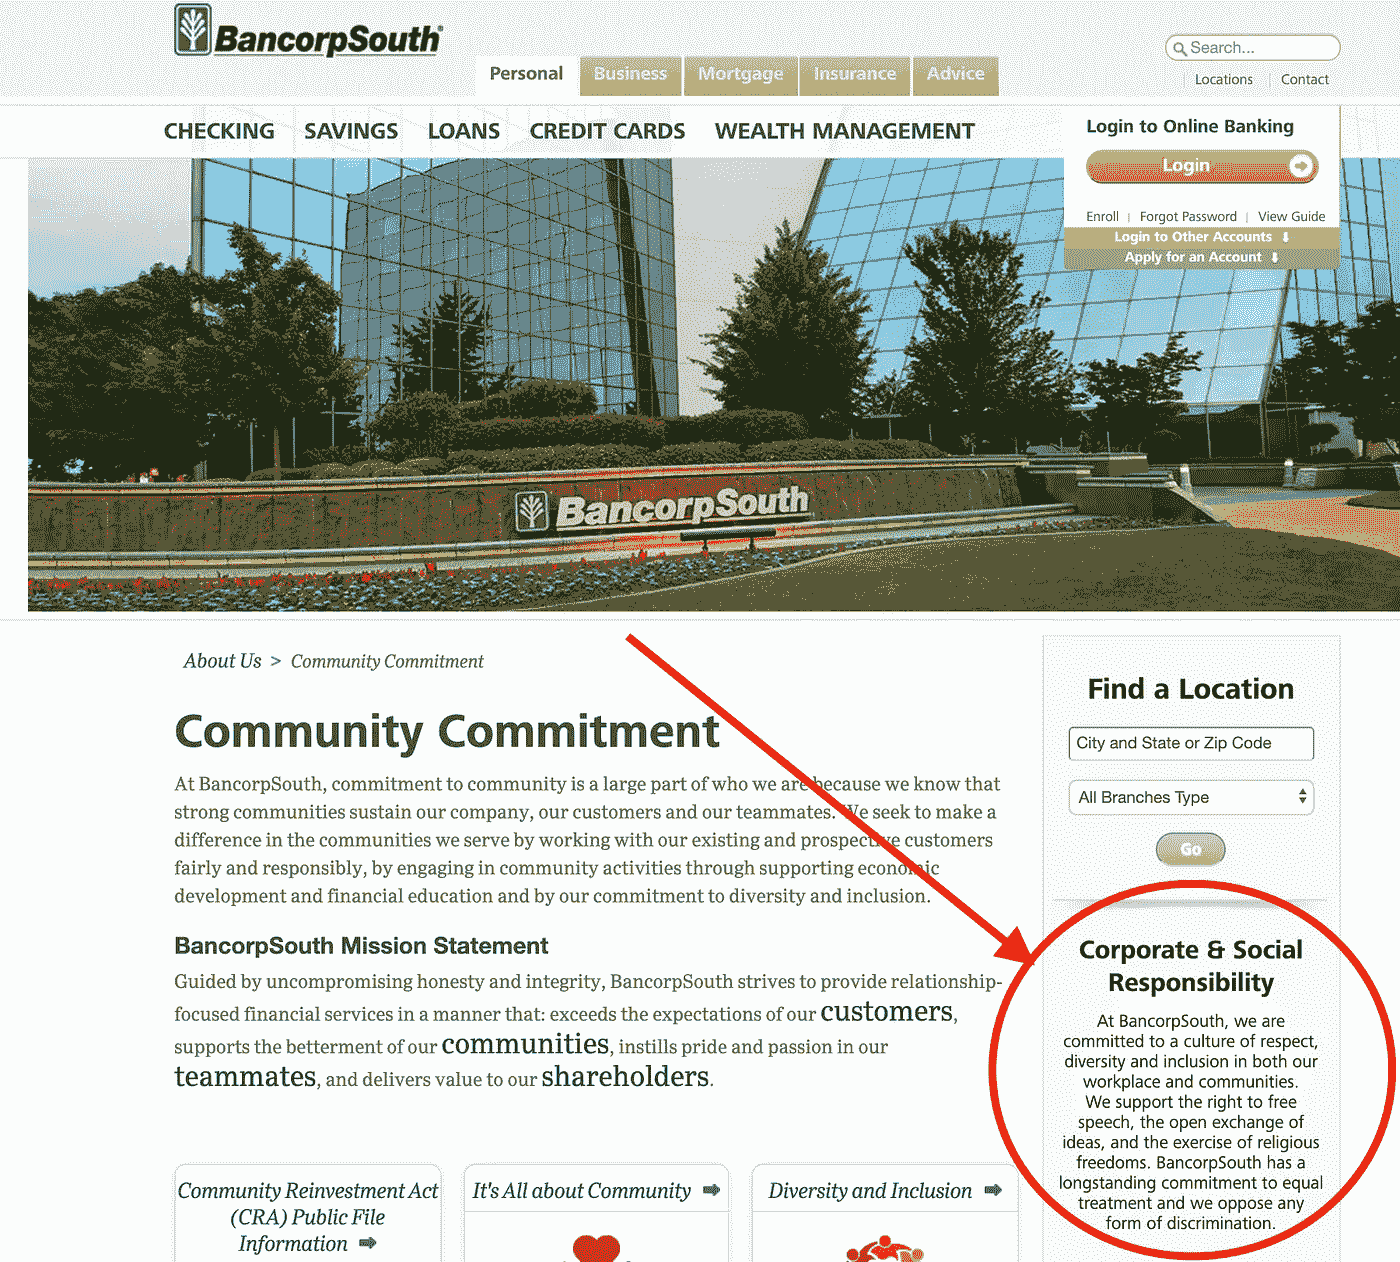 BancorpSouth
Search...
Locations
Contact
Personal
Business
Mortgage
Insurance
Advice
CHECKING
SAVINGS
LOANS
CREDIT CARDS
WEALTH MANAGEMENT
Login to Online Banking
Login
Enroll | Forgot Password | View Guide
Login to Other Accounts
Apply for an Account
BancorpSouth
About Us > Community Commitment
Community Commitment
At BancorpSouth, commitment to community is a large part of who we are because we know that
strong communities sustain our company, our customers and our teammates. We seek to make a
difference in the communities we serve by working with our existing and prospective customers
fairly and responsibly, by engaging in community activities through supporting economic
development and financial education and by our commitment to diversity and inclusion.
BancorpSouth Mission Statement
Guided by uncompromising honesty and integrity, BancorpSouth strives to provide relationship-
focused financial services in a manner that: exceeds the expectations of our customers,
supports the betterment of our communities, instills pride and passion in our
teammates, and delivers value to our shareholders.
Community Reinvestment Act
(CRA) Public File
Information
It's All about Community
Diversity and Inclusion
Find a Location
City and State or Zip Code
All Branches Type
Go
Corporate & Social
Responsibility
At BancorpSouth, we are
committed to a culture of respect,
diversity and inclusion in both our
workplace and communities.
We support the right to free
speech, the open exchange of
ideas, and the exercise of religious
freedoms. BancorpSouth has a
longstanding commitment to equal
treatment and we oppose any
form of discrimination.